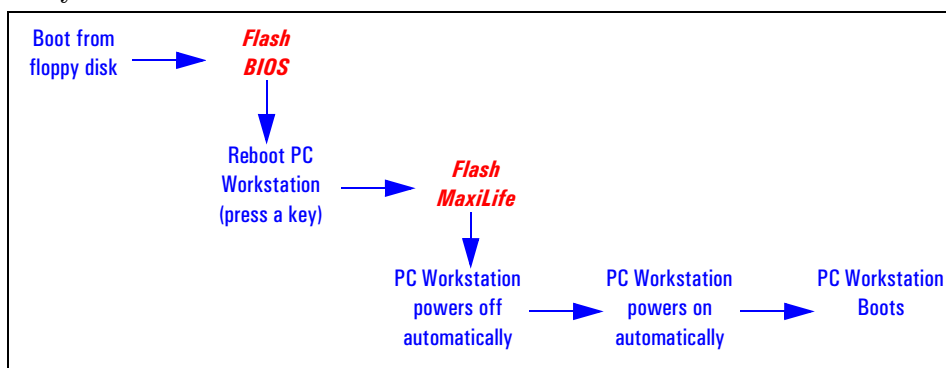 Boot from
floppy disk
Flash
BIOS
Reboot PC
Workstation
(press a key)
Flash
MaxiLife
PC Workstation
powers off
automatically
PC Workstation
powers on
automatically
PC Workstation
Boots